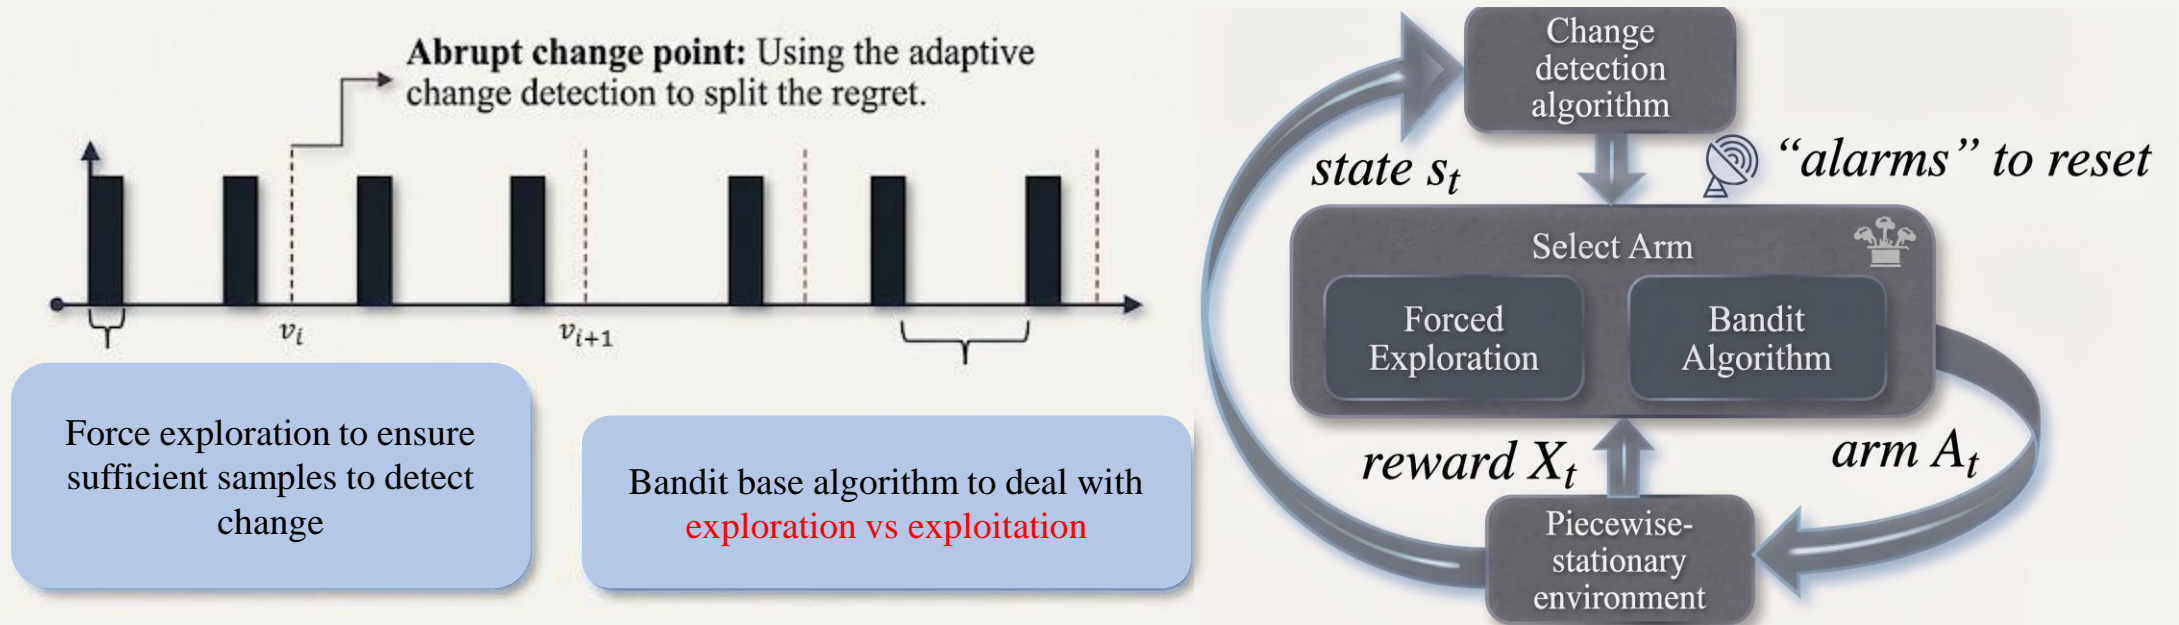 Abrupt change point: Using the adaptive
change detection to split the regret.
v_i
v_{i+1}
Force exploration to ensure
sufficient samples to detect
change
Bandit base algorithm to deal with
exploration vs exploitation
Change
detection
algorithm
state s_t
“alarms” to reset
Select Arm
Forced
Exploration
Bandit
Algorithm
reward X_t
arm A_t
Piecewise-
stationary
environment